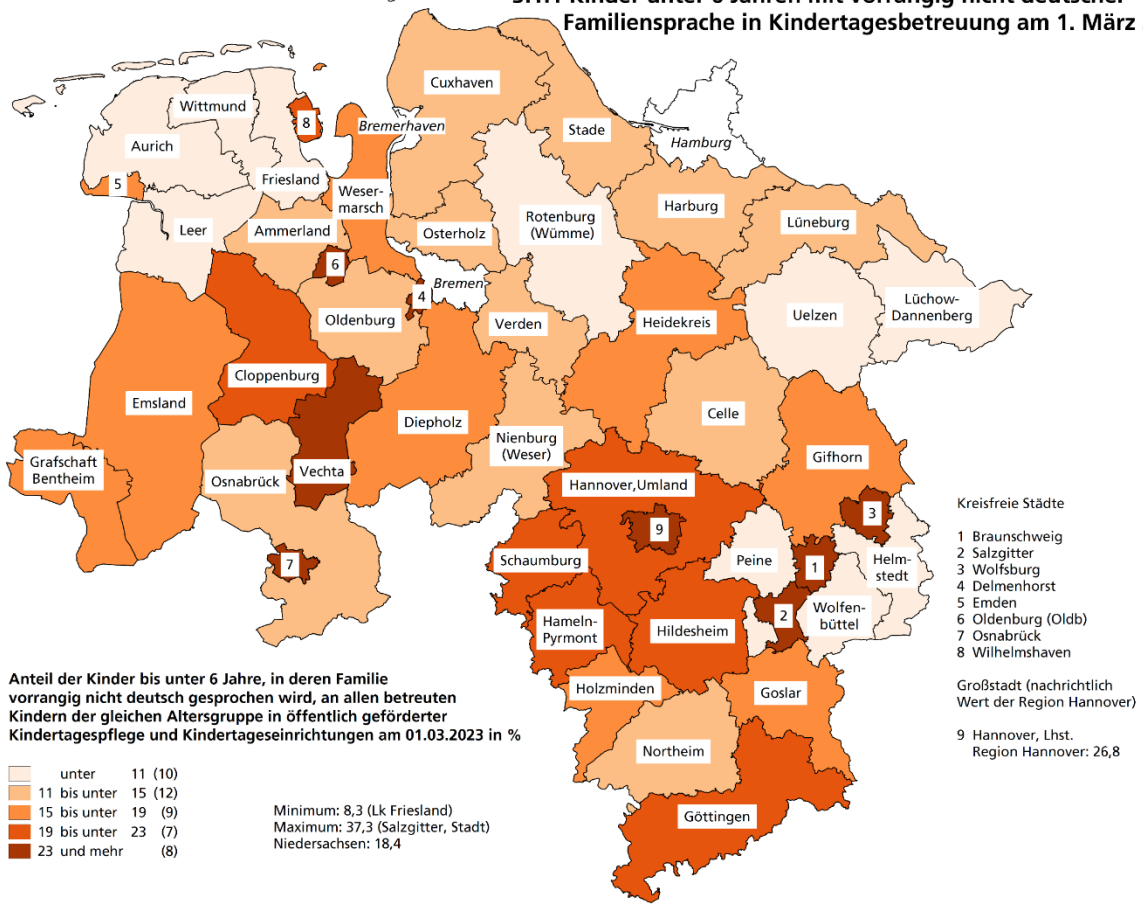 Familiensprache in Kindertagesbetreuung am 1. März
Cuxhaven
Wittmund
8
Bremerhaven
Stade
Aurich
Hamburg
5
Friesland
Weser-
marsch
Harburg
Rotenburg
(Wümme)
Lüneburg
Leer
Ammerland
Osterholz
6
Bremen
4
Lüchow-
Dannenberg
Oldenburg
Verden
Heidekreis
Uelzen
Cloppenburg
Emsland
Celle
Diepholz
Nienburg
(Weser)
Gifhorn
Grafschaft
Bentheim
Osnabrück
Vechta
Hannover,Umland
3
9
Schaumburg
Peine
Helm-
stedt
7
1
2
Wolfen-
büttel
Hameln-
Pyrmont
Hildesheim
Holzminden
Goslar
Northeim
Göttingen
Kreisfreie Städte
1 Braunschweig
2 Salzgitter
3 Wolfsburg
4 Delmenhorst
5 Emden
6 Oldenburg (Oldb)
7 Osnabrück
8 Wilhelmshaven
Großstadt (nachrichtlich
Wert der Region Hannover)
9 Hannover, Lhst.
Region Hannover: 26,8
Anteil der Kinder bis unter 6 Jahre, in deren Familie
vorrangig nicht deutsch gesprochen wird, an allen betreuten
Kindern der gleichen Altersgruppe in öffentlich geförderter
Kindertagespflege und Kindertageseinrichtungen am 01.03.2023 in %
unter 11 (10)
11 bis unter 15 (12)
15 bis unter 19 (9)
19 bis unter 23 (7)
23 und mehr (8)
Minimum: 8,3 (Lk Friesland)
Maximum: 37,3 (Salzgitter, Stadt)
Niedersachsen: 18,4